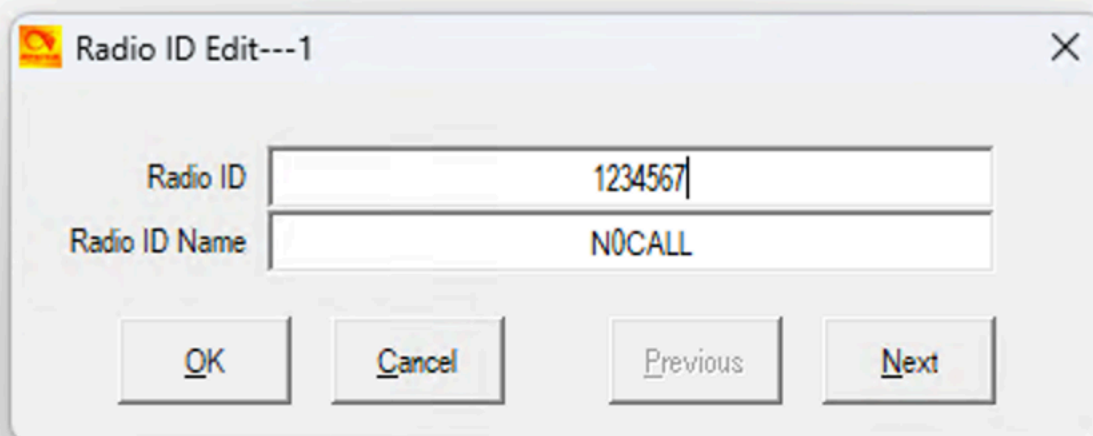 Radio ID Edit---1
Radio ID 1234567
Radio ID Name N0CALL
OK Cancel Previous Next